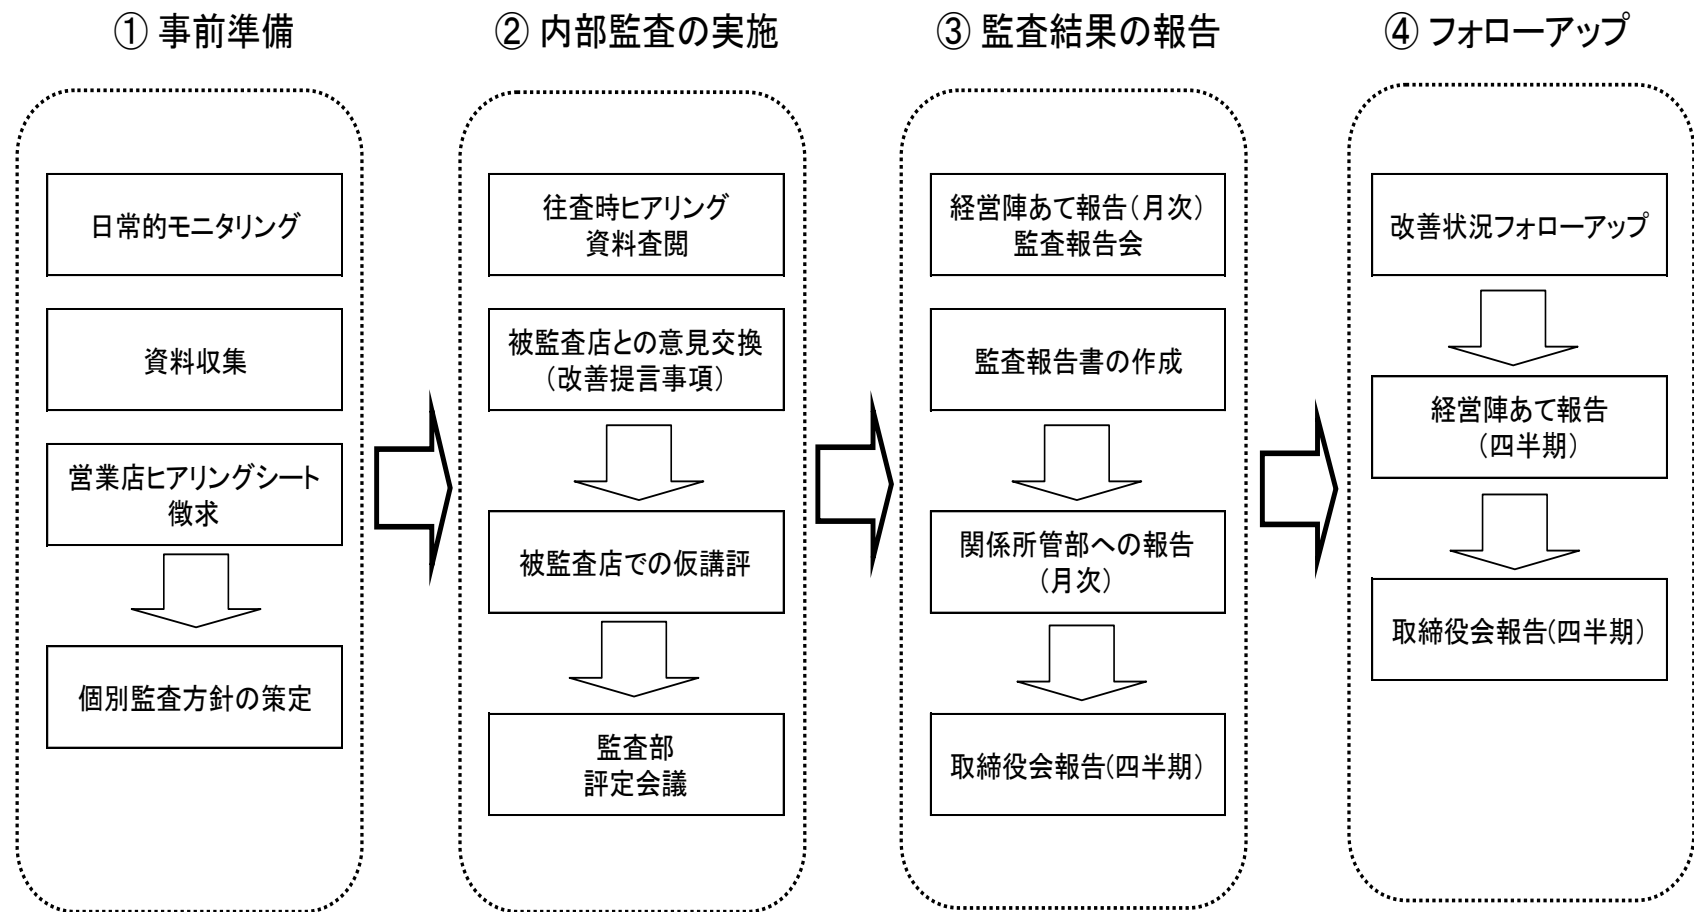 ① 事前準備
日常的モニタリング
資料収集
営業店ヒアリングシート
徴求
個別監査方針の策定
② 内部監査の実施
往査時ヒアリング
資料査閲
被監査店との意見交換
（改善提言事項）
被監査店での仮講評
監査部
評定会議
③ 監査結果の報告
経営陣あて報告（月次）
監査報告会
監査報告書の作成
関係所管部への報告
（月次）
取締役会報告(四半期）
④ フォローアップ
改善状況フォローアップ
経営陣あて報告
（四半期）
取締役会報告(四半期）